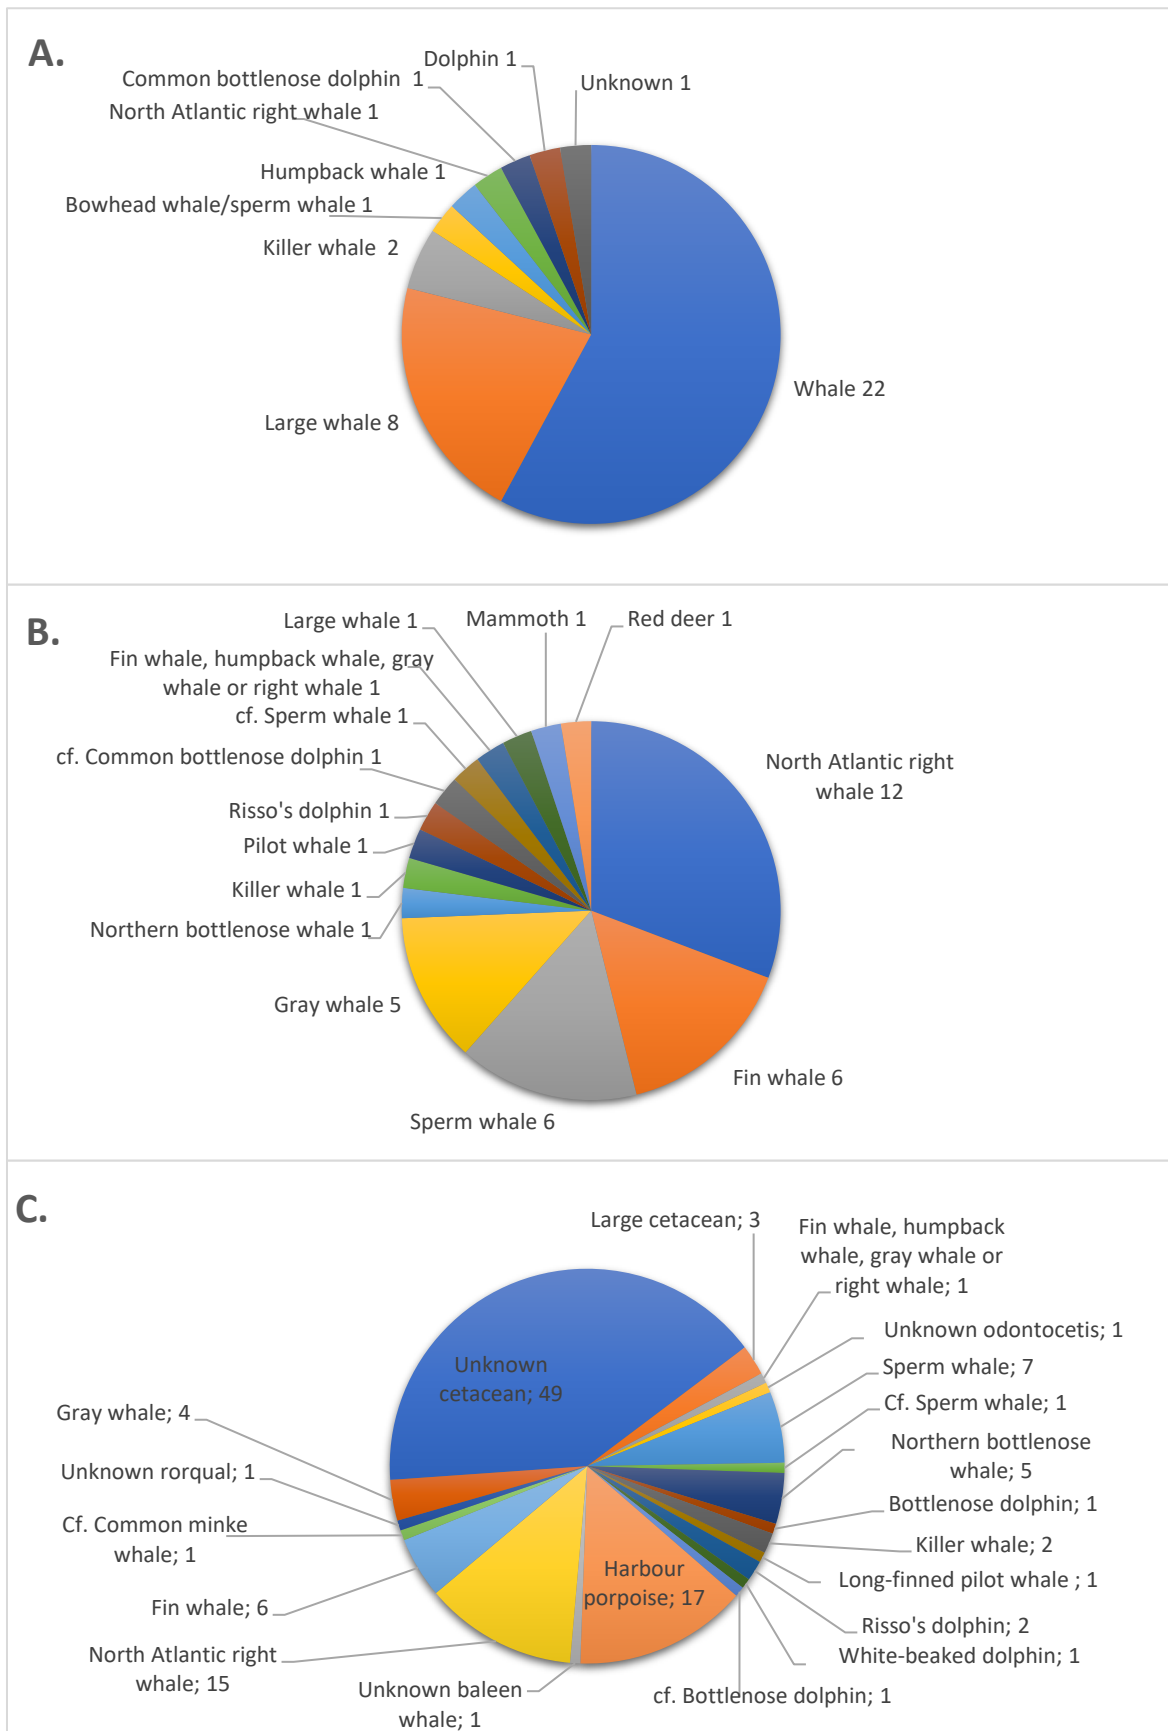 A.
Dolphin 1
Common bottlenose dolphin 1
Unknown 1
North Atlantic right whale 1
Humpback whale 1
Bowhead whale/sperm whale 1
Killer whale 2
Whale 22
Large whale 8
B.
Large whale 1
Mammoth 1
Red deer 1
Fin whale, humpback whale, gray
whale or right whale 1
cf. Sperm whale 1
cf. Common bottlenose dolphin 1
North Atlantic right
whale 12
Risso's dolphin 1
Pilot whale 1
Killer whale 1
Northern bottlenose whale 1
Gray whale 5
Fin whale 6
Sperm whale 6
C.
Large cetacean; 3
Fin whale, humpback
whale, gray whale or
right whale; 1
Unknown odontocetis; 1
Unknown
cetacean; 49
Sperm whale; 7
Cf. Sperm whale; 1
Gray whale; 4
Northern bottlenose
whale; 5
Unknown rorqual; 1
Bottlenose dolphin; 1
Cf. Common minke
whale; 1
Killer whale; 2
Harbour
porpoise; 17
Long-finned pilot whale ; 1
Fin whale; 6
Risso's dolphin; 2
North Atlantic right
whale; 15
White-beaked dolphin; 1
Unknown baleen
whale; 1
cf. Bottlenose dolphin; 1